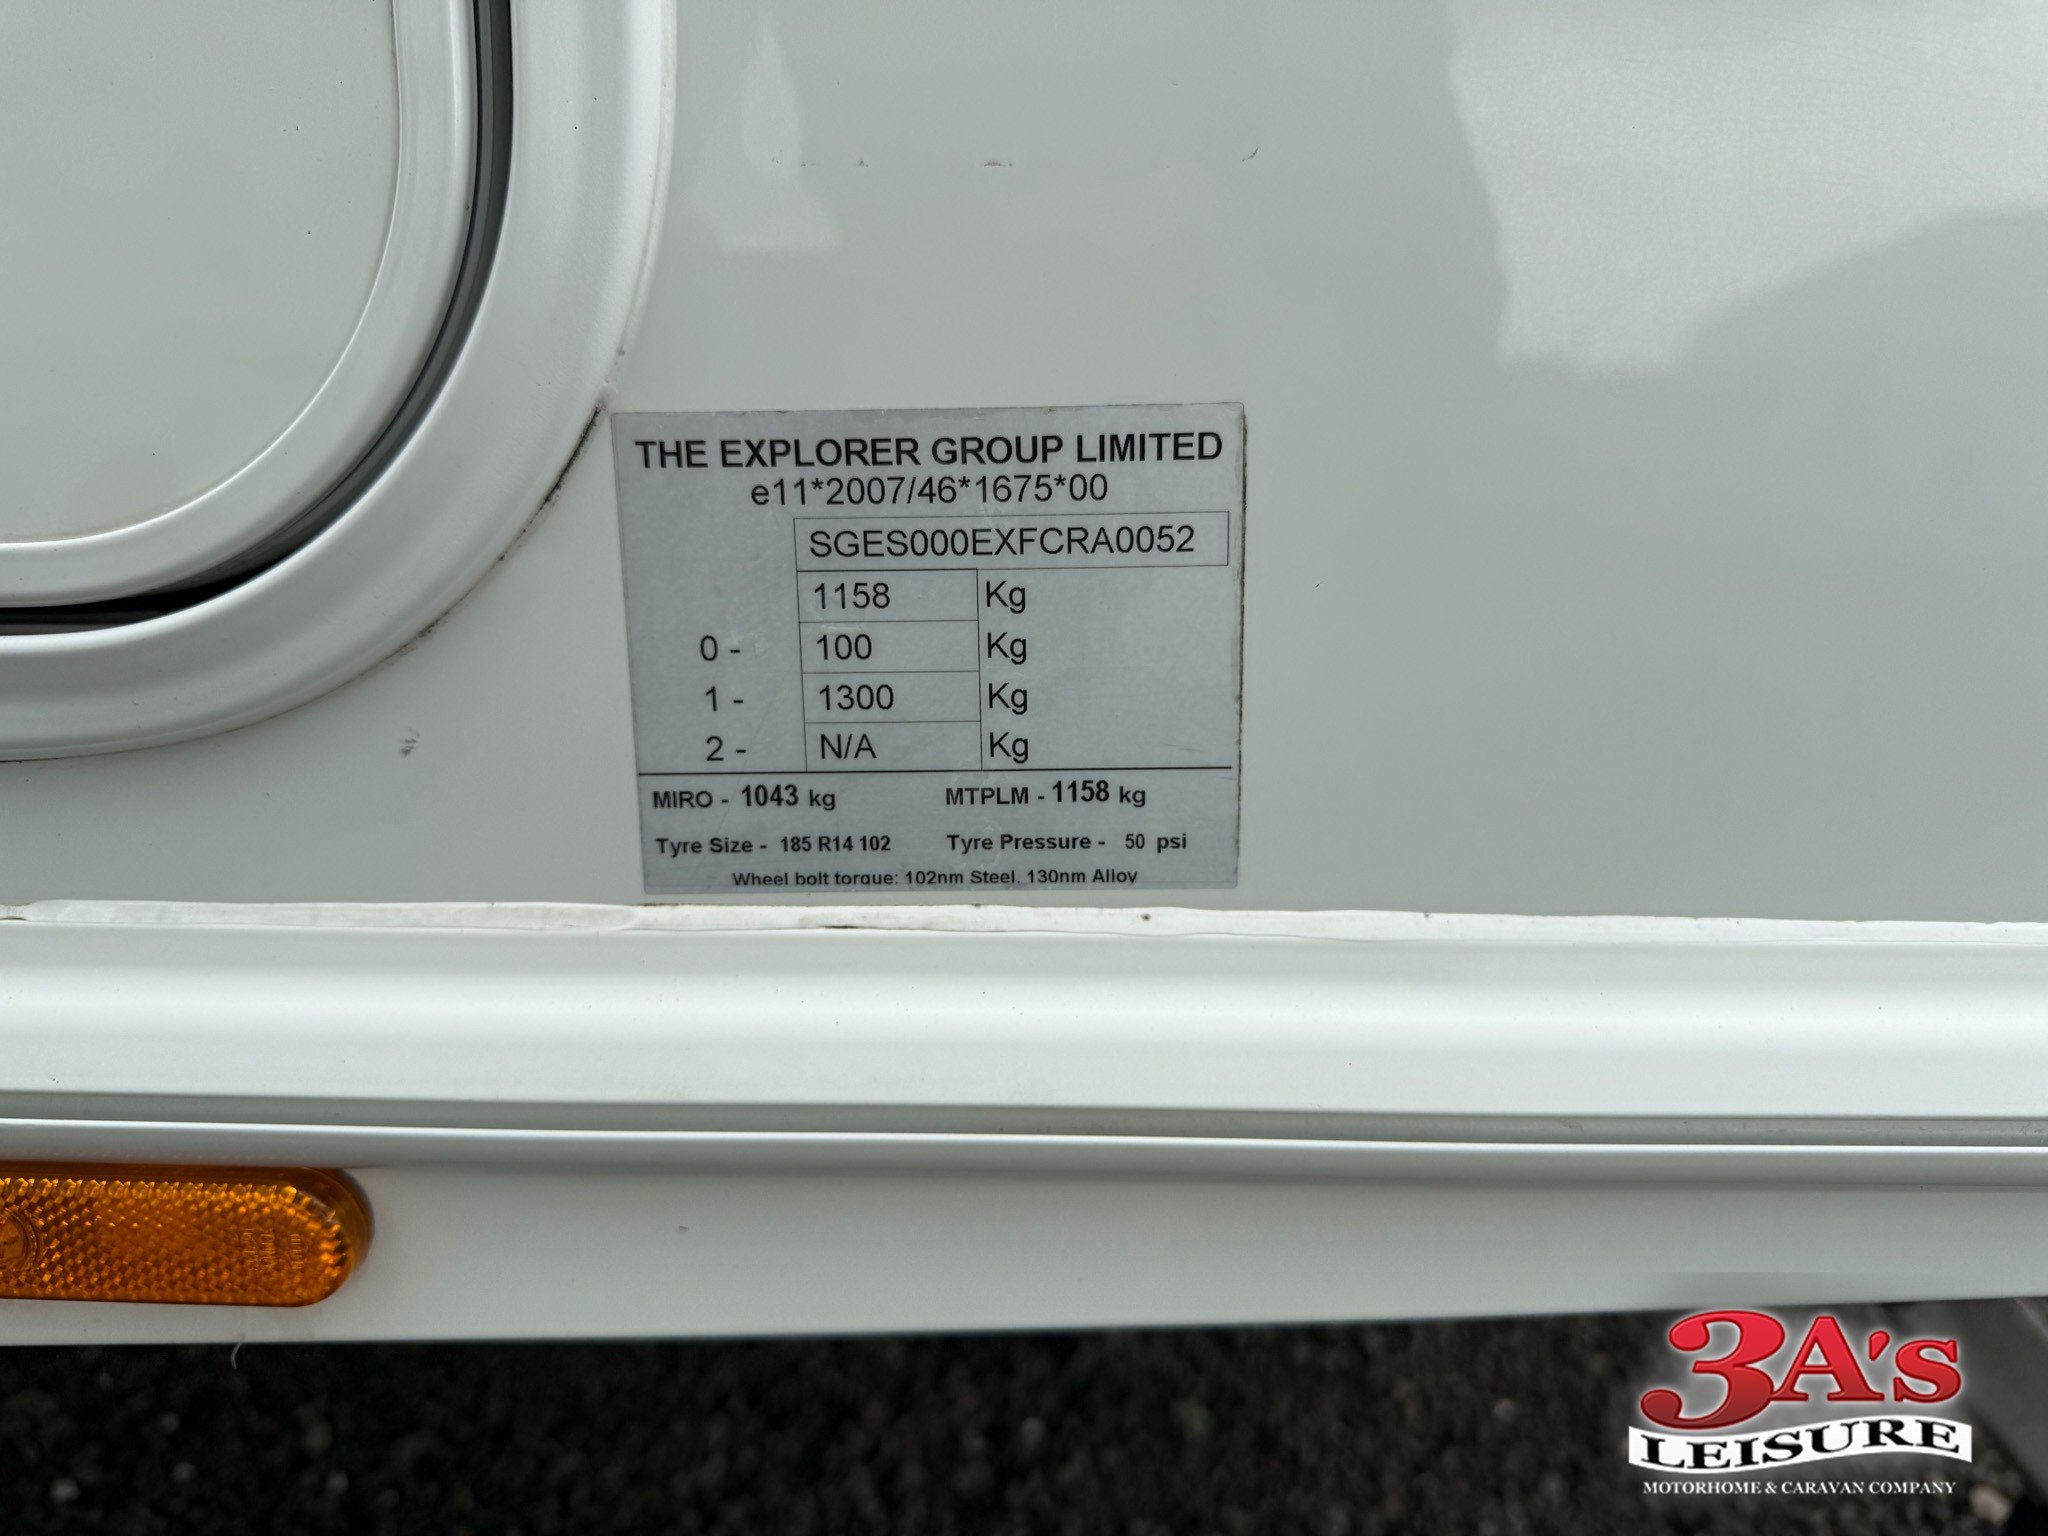 THE EXPLORER GROUP LIMITED
e11*2007/46*1675*00
SGES000EXFCRA0052
1158 Kg
0 - 100 Kg
1 - 1300 Kg
2 - N/A Kg
MIRO - 1043 kg MTPLM - 1158 kg
Tyre Size - 185 R14 102 Tyre Pressure - 50 psi
Wheel bolt torque: 102nm Steel, 130nm Alloy
3A's
LEISURE
MOTORHOME & CARAVAN COMPANY